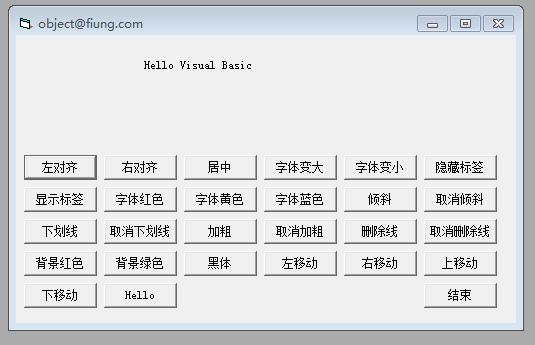 object@fiung.com
Hello Visual Basic
左对齐 右对齐 居中 字体变大 字体变小 隐藏标签
显示标签 字体红色 字体黄色 字体蓝色 倾斜 取消倾斜
下划线 取消下划线 加粗 取消加粗 删除线 取消删除线
背景红色 背景绿色 黑体 左移动 右移动 上移动
下移动 Hello 结束